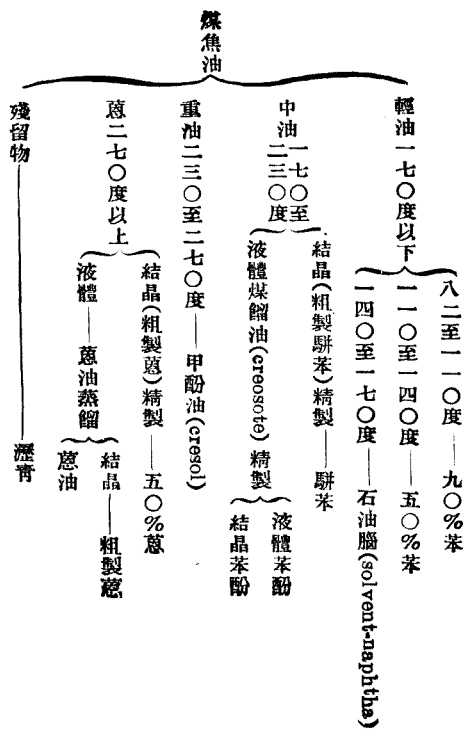 煤焦油
輕油一七〇度以下
八二至一一〇度——九〇%苯
一一〇至一四〇度——五〇%苯
一四〇至一七〇度——石油腦(solvent-naphtha)
中油一七〇至二三〇度
結晶(粗製駢苯)精製——駢苯
液體煤餾油(creosote)精製
液體苯酚
結晶苯酚
重油二三〇至二七〇度——甲酚油(cresol)
蒽二七〇度以上
結晶(粗製蒽)精製——五〇%蒽
液體——蒽油蒸餾
結晶——粗製蒽
蒽油
殘留物——瀝青